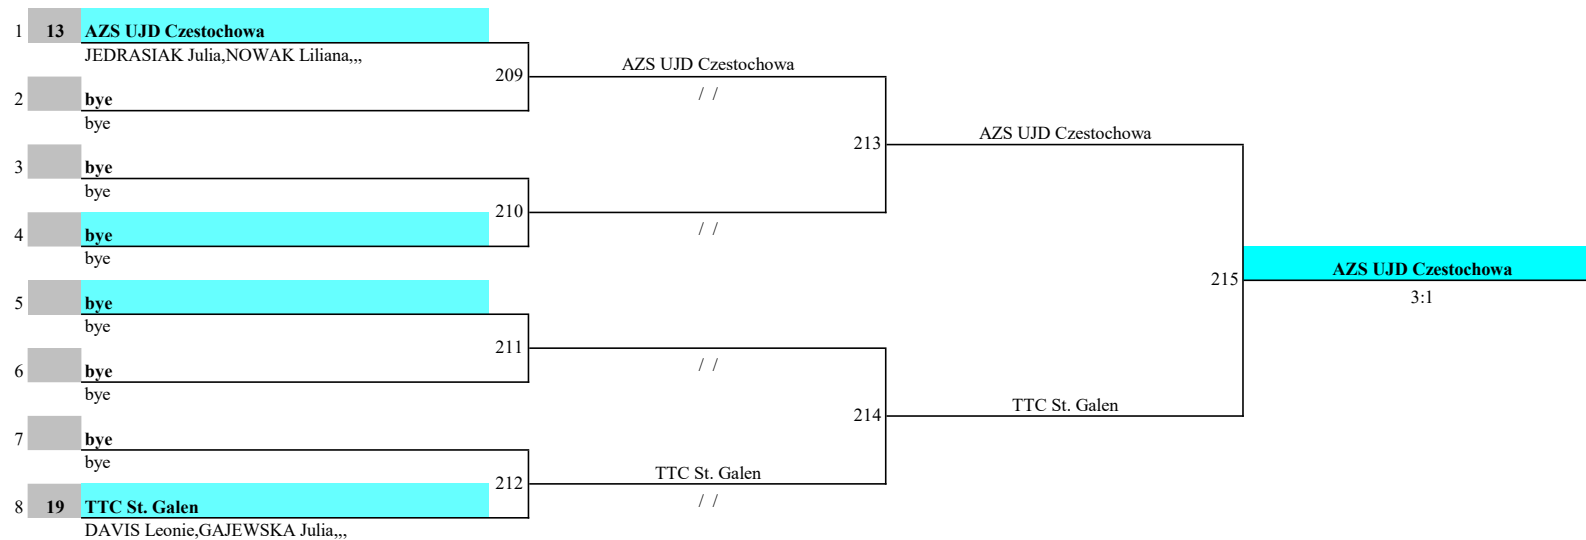 1 13 AZS UJD Czestochowa
JEDRASIAK Julia,NOWAK Liliana,,,
209
AZS UJD Czestochowa
/ /
2 bye
bye
213
AZS UJD Czestochowa
3 bye
bye
210
/ /
4 bye
bye
215
AZS UJD Czestochowa
3:1
5 bye
bye
211
/ /
6 bye
bye
214
TTC St. Galen
7 bye
bye
212
TTC St. Galen
/ /
8 19 TTC St. Galen
DAVIS Leonie,GAJEWSKA Julia,,,